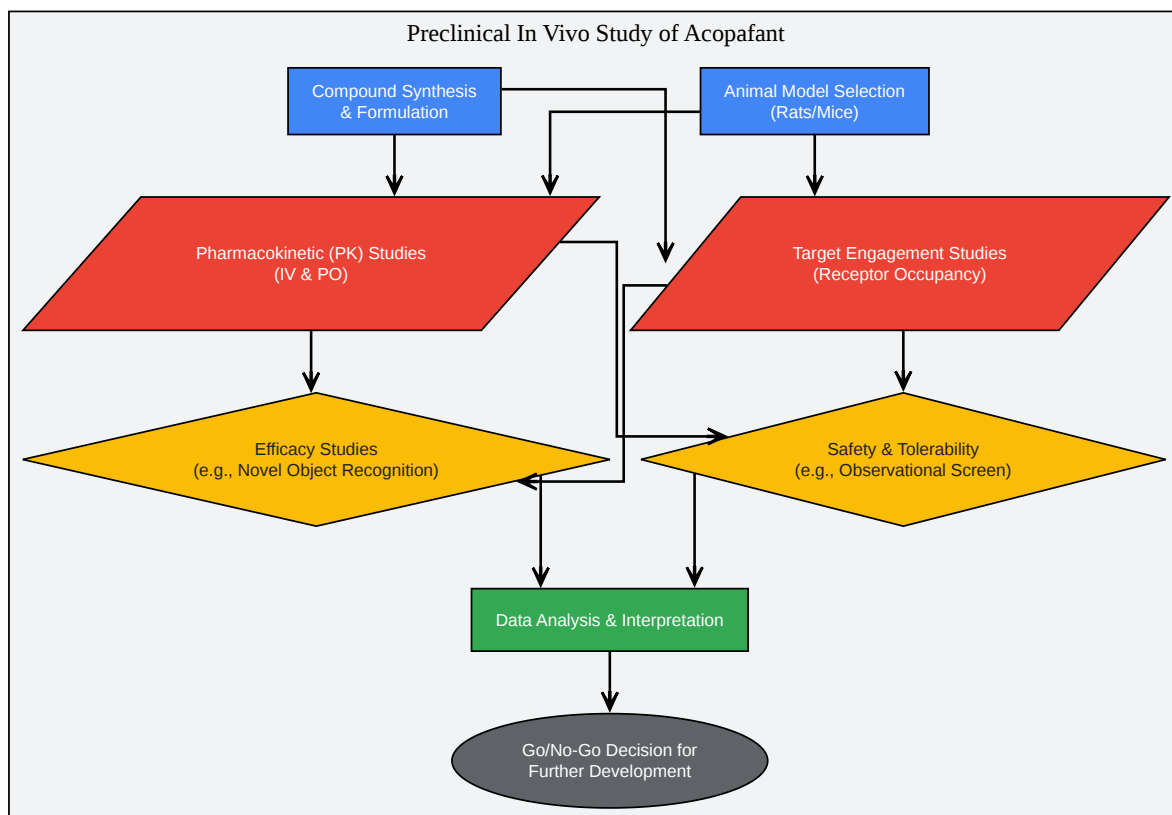 Preclinical In Vivo Study of Acopafant
Compound Synthesis
& Formulation
Animal Model Selection
(Rats/Mice)
Pharmacokinetic (PK) Studies
(IV & PO)
Target Engagement Studies
(Receptor Occupancy)
Efficacy Studies
(e.g., Novel Object Recognition)
Safety & Tolerability
(e.g., Observational Screen)
Data Analysis & Interpretation
Go/No-Go Decision for
Further Development